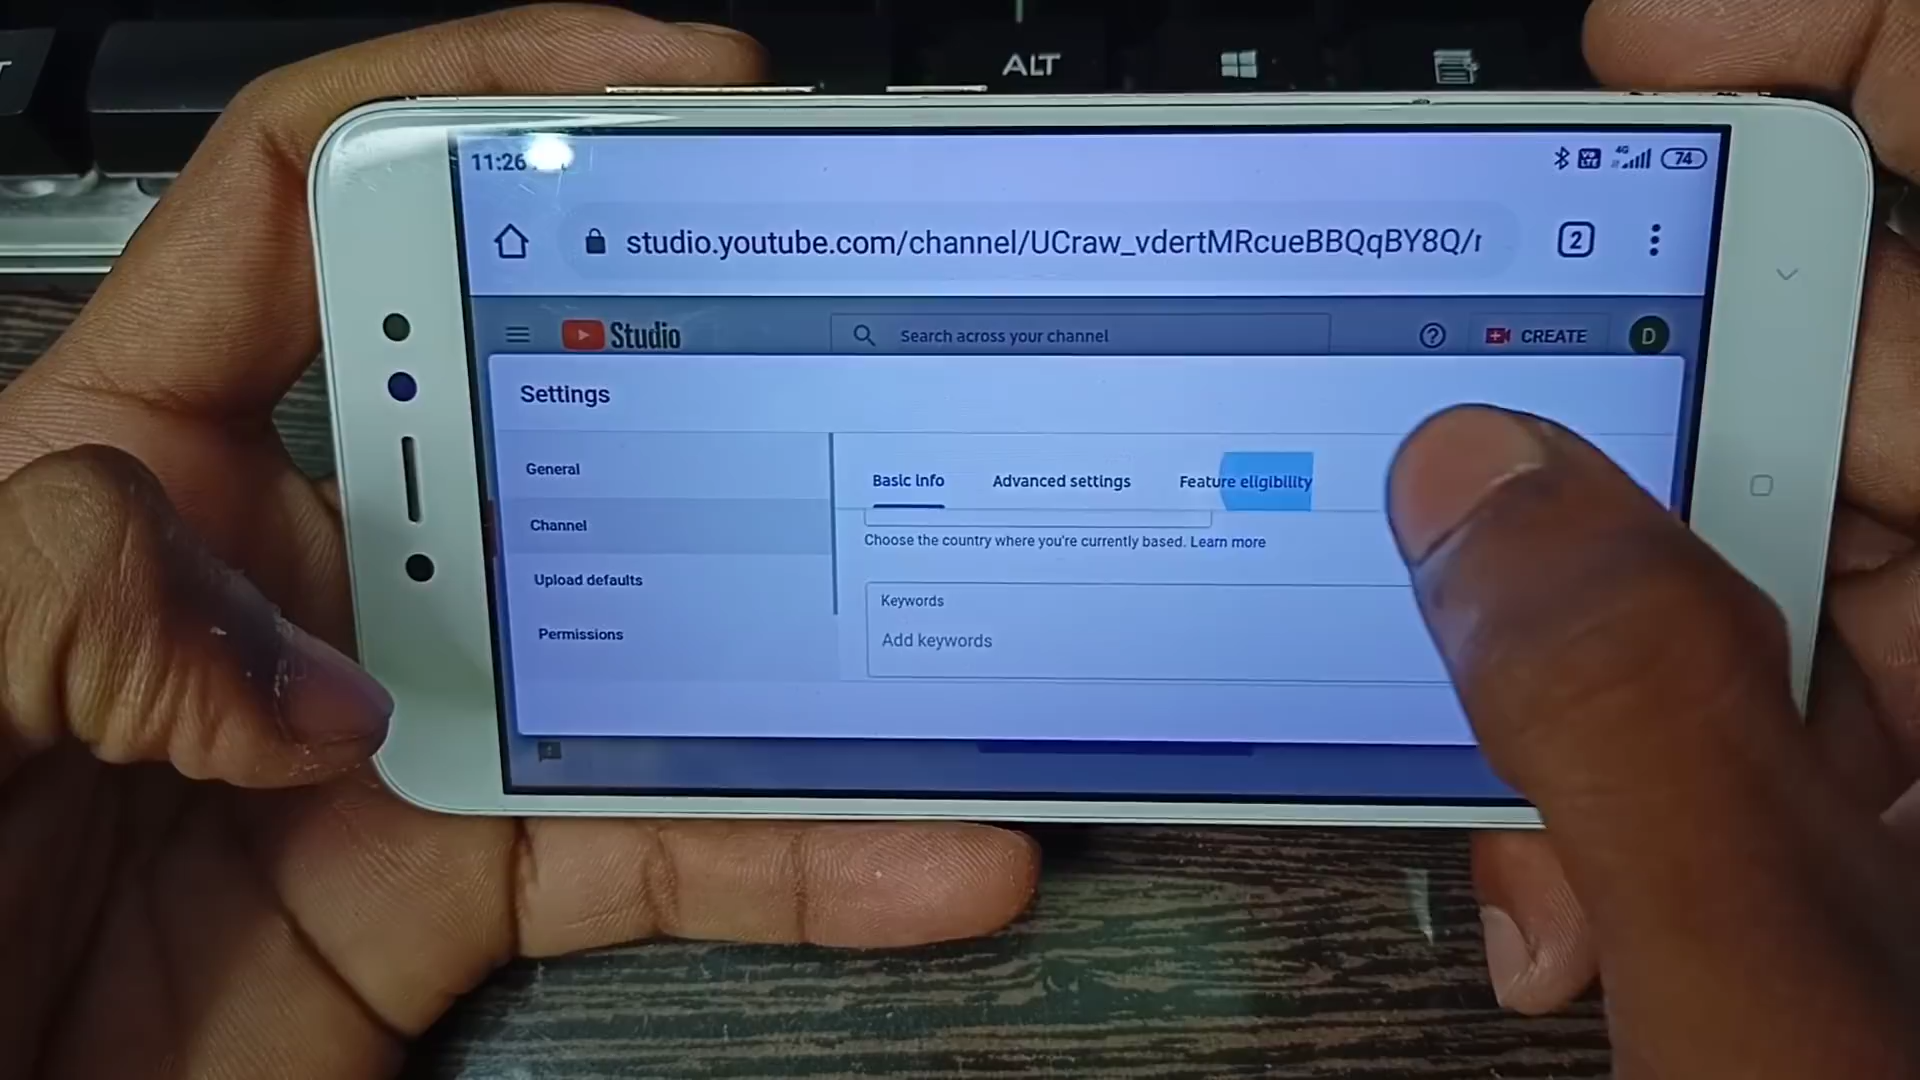 ALT
11:26
4G
74
studio.youtube.com/channel/UCraw_vdertMRcueBBQqBY8Q/r
2
Studio
Search across your channel
CREATE
D
Settings
General
Channel
Upload defaults
Permissions
Basic info
Advanced settings
Feature eligibility
Choose the country where you're currently based. Learn more
Keywords
Add keywords